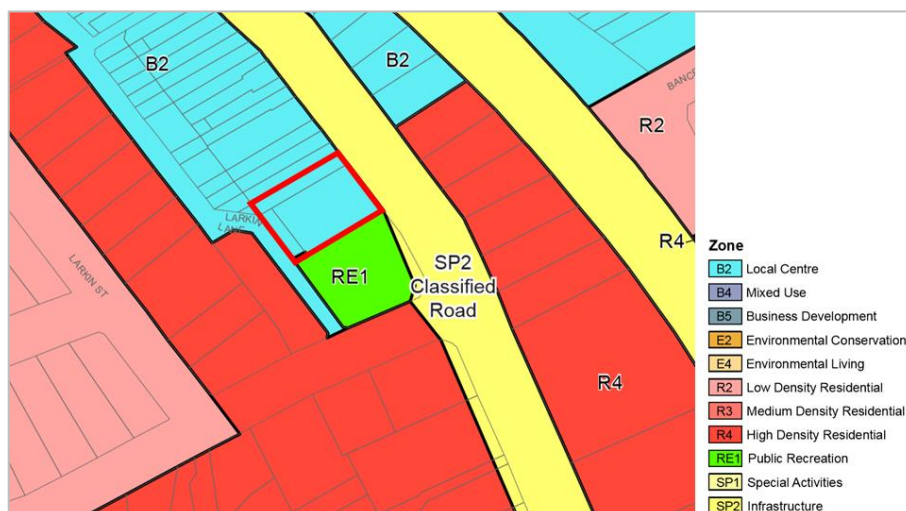 B2
B2
BANCR
R2
LARKIN
LANE
R4
LARKIN ST
RE1
SP2
Classified
Road
R4
Zone
B2 Local Centre
B4 Mixed Use
B5 Business Development
E2 Environmental Conservation
E4 Environmental Living
R2 Low Density Residential
R3 Medium Density Residential
R4 High Density Residential
RE1 Public Recreation
SP1 Special Activities
SP2 Infrastructure